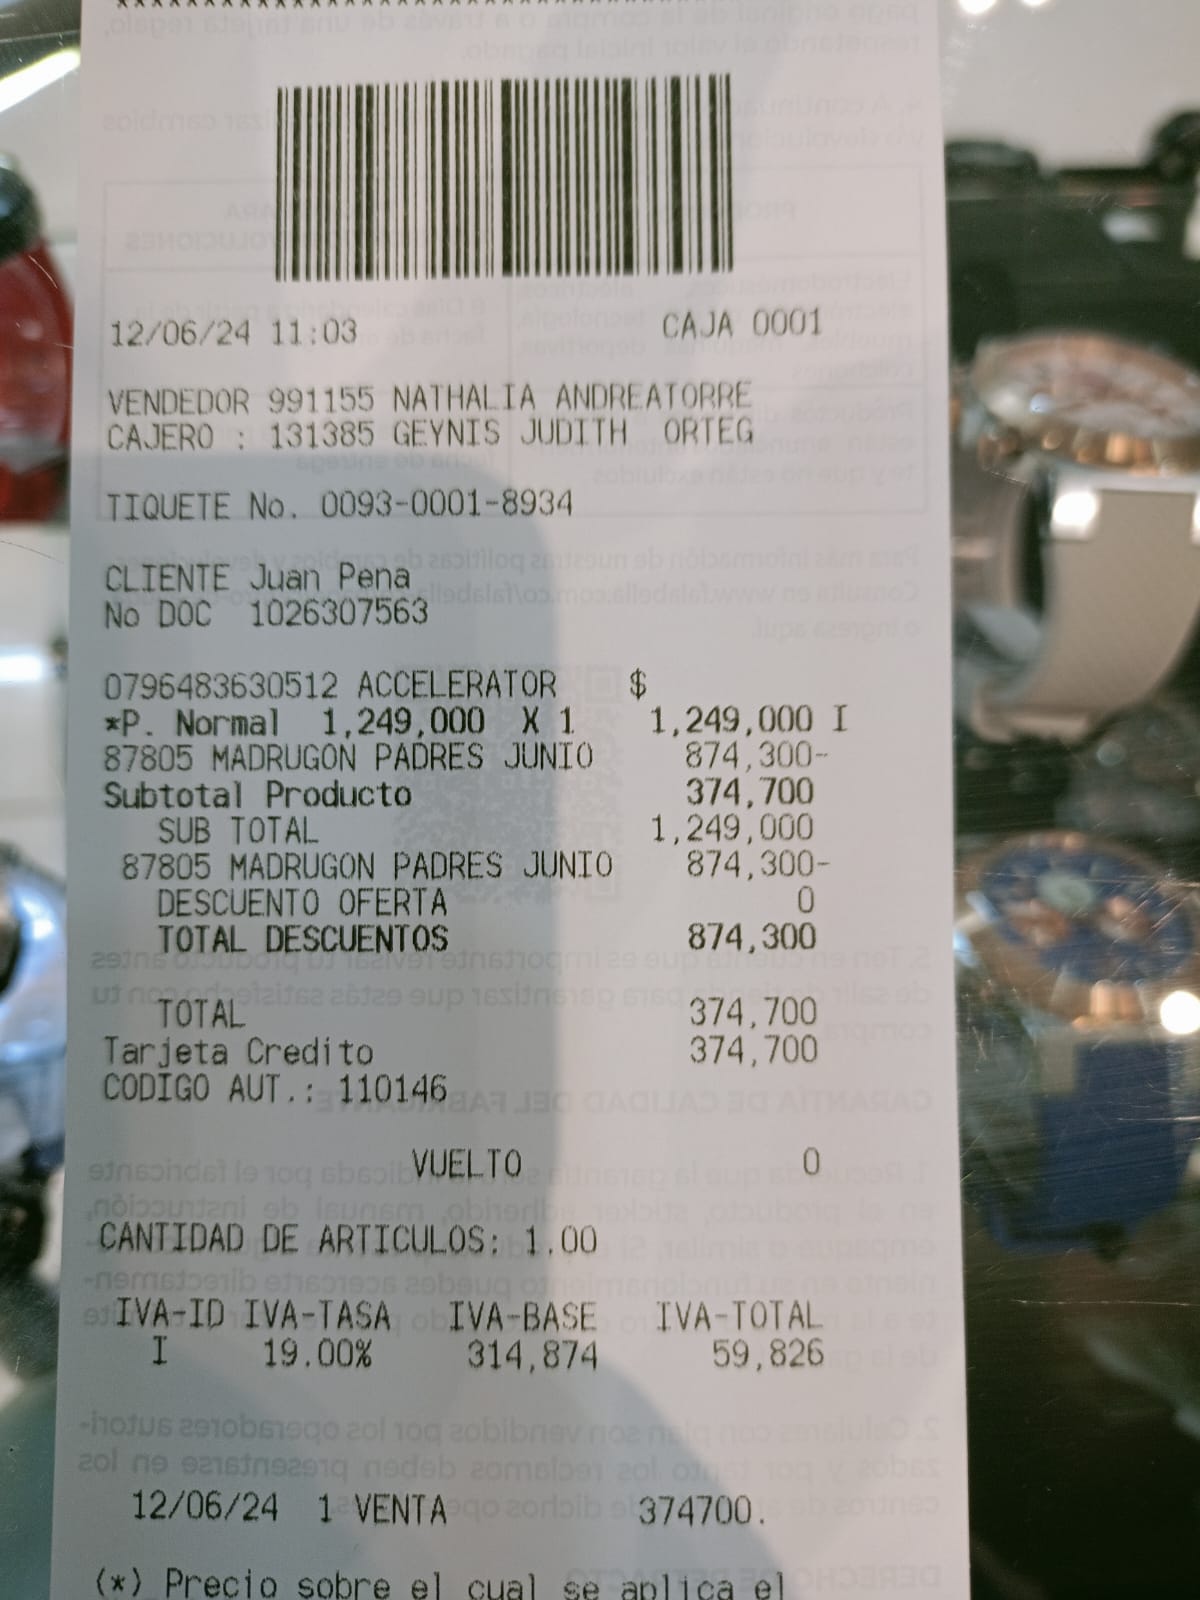 12/06/24 11:03 CAJA 0001
VENDEDOR 991155 NATHALIA ANDREATORRE
CAJERO : 131385 GEYNIS JUDITH ORTEG
TIQUETE No. 0093-0001-8934
CLIENTE Juan Pena
No DOC 1026307563
0796483630512 ACCELERATOR $
*P. Normal 1,249,000 X 1 1,249,000 I
87805 MADRUGON PADRES JUNIO 874,300-
Subtotal Producto 374,700
SUB TOTAL 1,249,000
87805 MADRUGON PADRES JUNIO 874,300-
DESCUENTO OFERTA 0
TOTAL DESCUENTOS 874,300
TOTAL 374,700
Tarjeta Credito 374,700
CODIGO AUT.: 110146
VUELTO 0
CANTIDAD DE ARTICULOS: 1.00
IVA-ID IVA-TASA IVA-BASE IVA-TOTAL
I 19.00% 314,874 59,826
12/06/24 1 VENTA 374700.
(*) Precio sobre el cual se aplica el